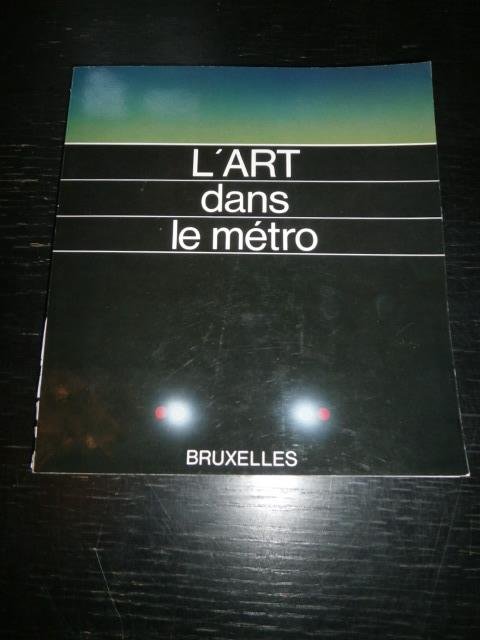 L'ART
dans
le métro
BRUXELLES